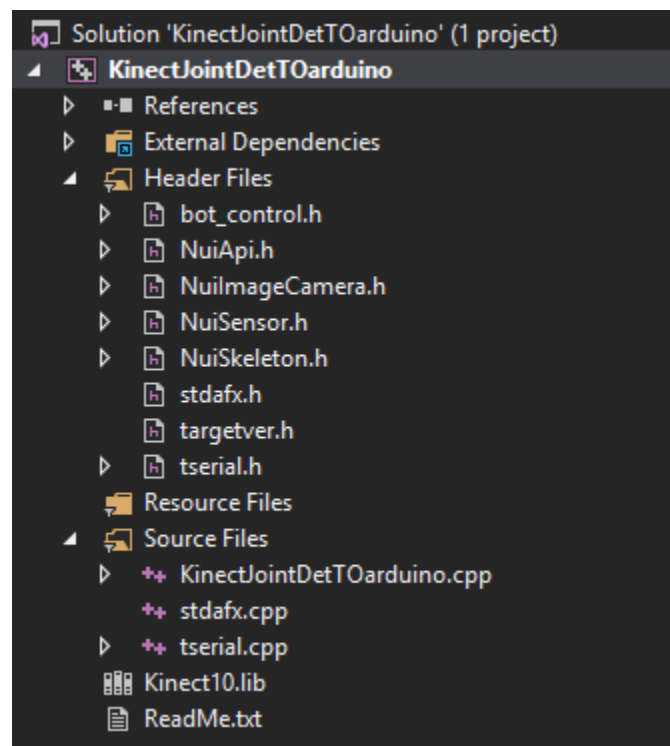 Solution 'KinectJointDetTOarduino' (1 project)
KinectJointDetTOarduino
References
External Dependencies
Header Files
bot_control.h
NuiApi.h
NuiImageCamera.h
NuiSensor.h
NuiSkeleton.h
stdafx.h
targetver.h
tserial.h
Resource Files
Source Files
KinectJointDetTOarduino.cpp
stdafx.cpp
tserial.cpp
Kinect10.lib
ReadMe.txt